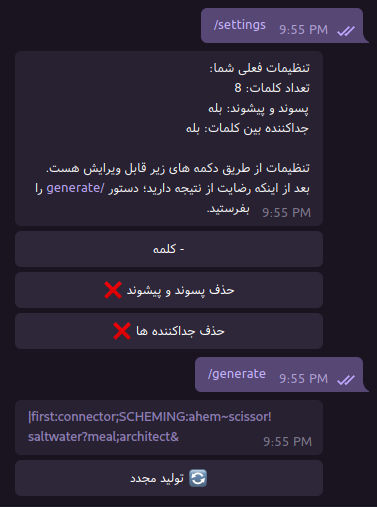 /settings
9:55 PM
تنظیمات فعلی شما:
تعداد کلمات: 8
پسوند و پیشوند: بله
جداکننده بین کلمات: بله
تنظیمات از طریق دکمه های زیر قابل ویرایش هست.
بعد از اینکه رضایت از نتیجه دارید؛ دستور /generate را
بفرستید.
9:55 PM
- کلمه
حذف پسوند و پیشوند ❌
حذف جداکننده ها ❌
/generate
9:55 PM
|first:connector;SCHEMING:ahem~scissor!
saltwater?meal;architect&
9:55 PM
🔄 تولید مجدد